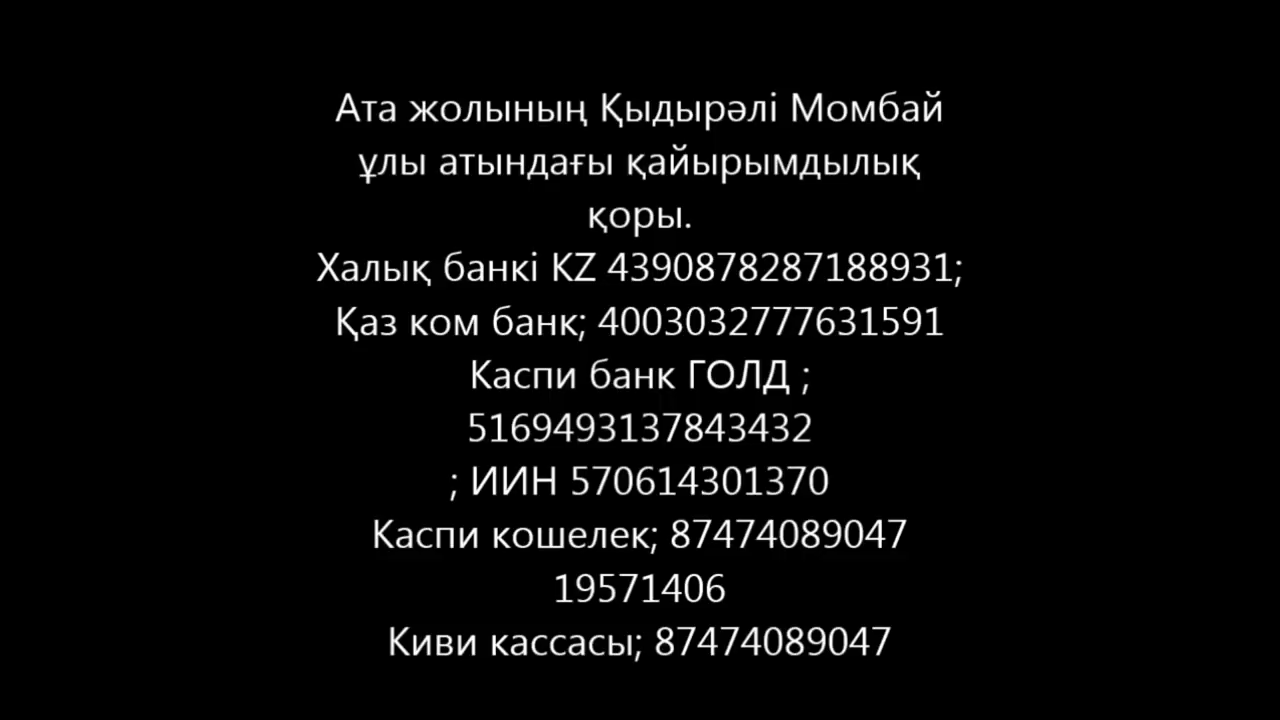 Ата жолының Қыдырәлі Момбай
ұлы атындағы қайырымдылық
қоры.
Халық банкі KZ 4390878287188931;
Қаз ком банк; 4003032777631591
Каспи банк ГОЛД ;
5169493137843432
; ИИН 570614301370
Каспи кошелек; 87474089047
19571406
Киви кассасы; 87474089047